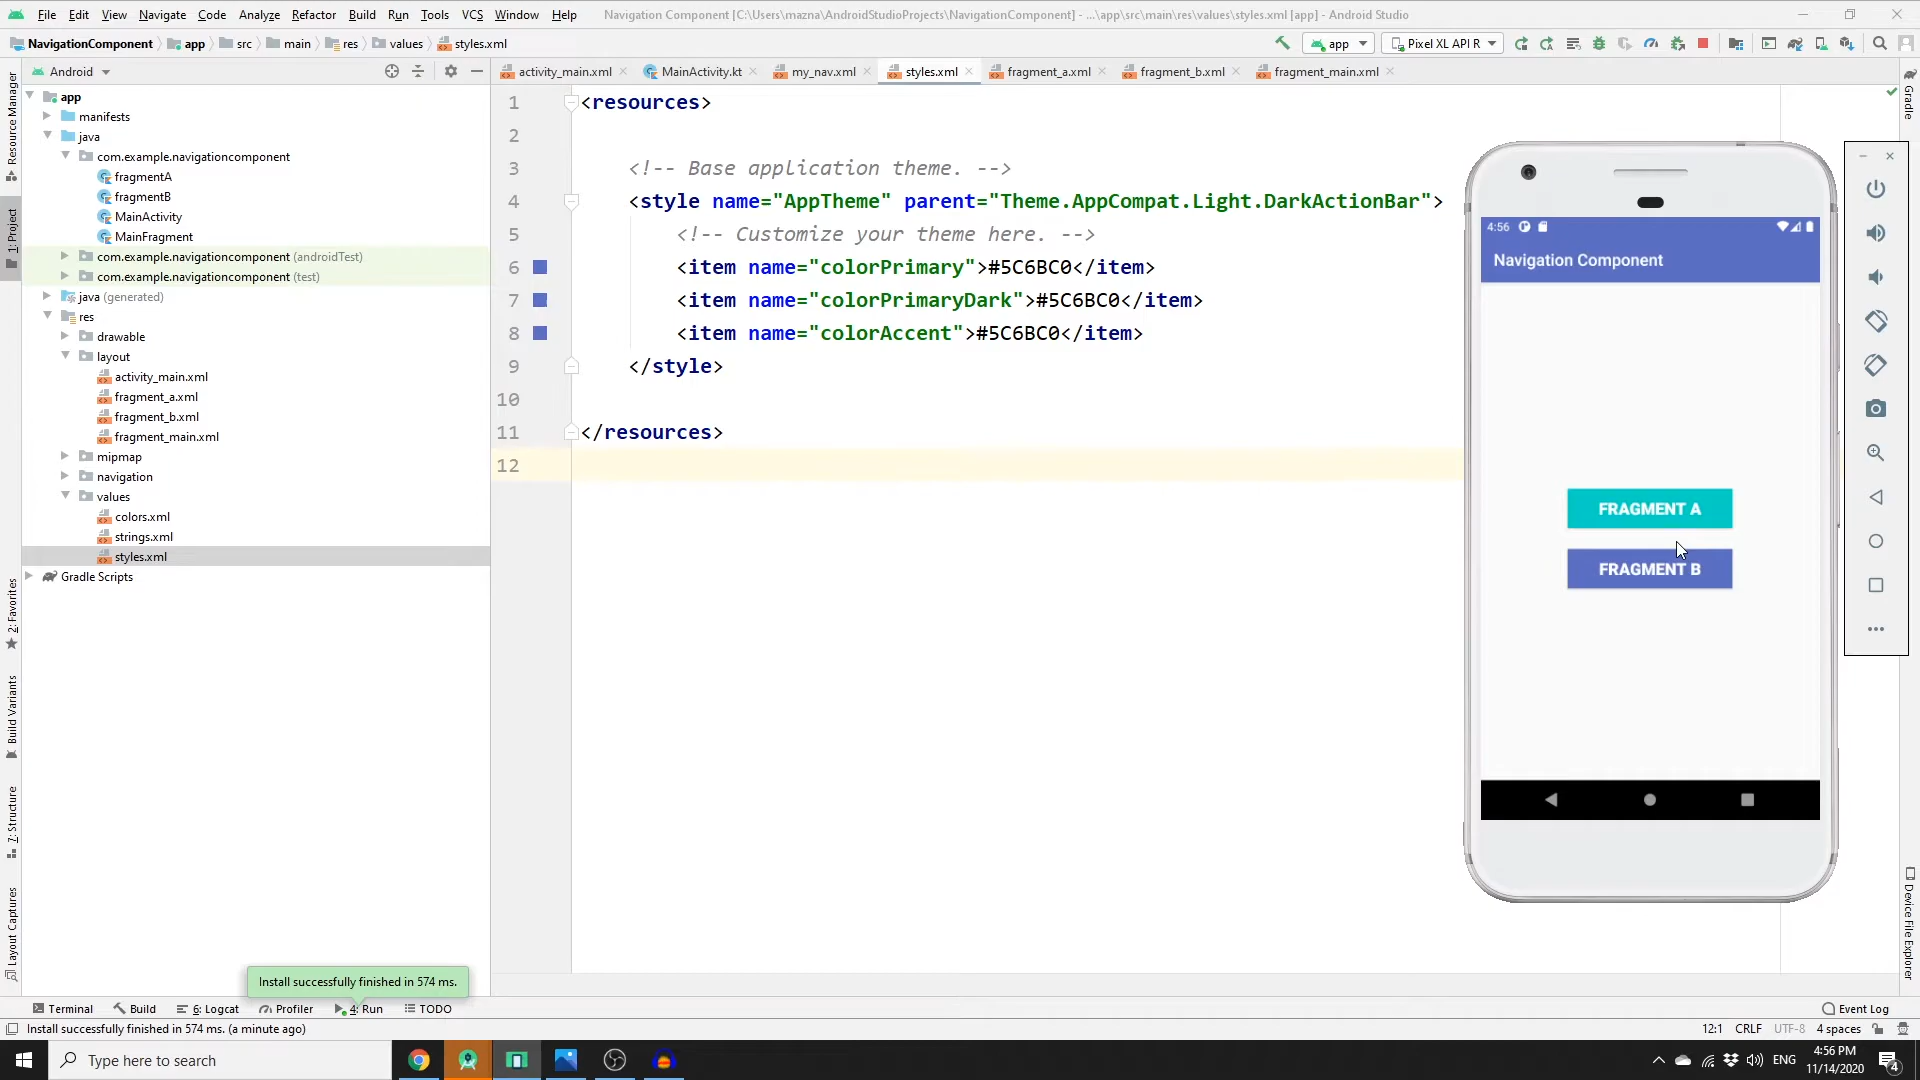 File Edit View Navigate Code Analyze Refactor Build Run Tools VCS Window Help Navigation Component [C:\Users\mazna\AndroidStudioProjects\NavigationComponent] - ...\app\src\main\res\values\styles.xml [app] - Android Studio
NavigationComponent app src main res values styles.xml app Pixel XL API R
Android activity_main.xml MainActivity.kt my_nav.xml styles.xml fragment_a.xml fragment_b.xml fragment_main.xml
Resource Manager
1: Project
2: Favorites
Build Variants
7: Structure
Layout Captures
app
manifests
java
com.example.navigationcomponent
fragmentA
fragmentB
MainActivity
MainFragment
com.example.navigationcomponent (androidTest)
com.example.navigationcomponent (test)
java (generated)
res
drawable
layout
activity_main.xml
fragment_a.xml
fragment_b.xml
fragment_main.xml
mipmap
navigation
values
colors.xml
strings.xml
styles.xml
Gradle Scripts
1 <resources>
2
3 <!-- Base application theme. -->
4 <style name="AppTheme" parent="Theme.AppCompat.Light.DarkActionBar">
5 <!-- Customize your theme here. -->
6 <item name="colorPrimary">#5C6BC0</item>
7 <item name="colorPrimaryDark">#5C6BC0</item>
8 <item name="colorAccent">#5C6BC0</item>
9 </style>
10
11 </resources>
12
4:56
Navigation Component
FRAGMENT A
FRAGMENT B
Gradle
Device File Explorer
Install successfully finished in 574 ms.
Terminal Build 6: Logcat Profiler 4: Run TODO Event Log
Install successfully finished in 574 ms. (a minute ago) 12:1 CRLF UTF-8 4 spaces
Type here to search ENG 4:56 PM 11/14/2020 4